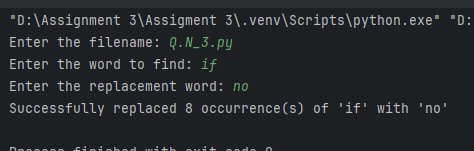 "D:\Assignment 3\Assigment 3\.venv\Scripts\python.exe" "D:
Enter the filename: Q.N_3.py
Enter the word to find: if
Enter the replacement word: no
Successfully replaced 8 occurrence(s) of 'if' with 'no'
Process finished with exit code 0